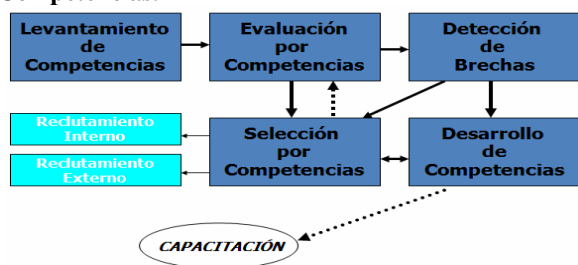 Competencias.
Levantamiento
de
Competencias
Evaluación
por
Competencias
Detección
de
Brechas
Reclutamiento
Interno
Reclutamiento
Externo
Selección
por
Competencias
Desarrollo
de
Competencias
CAPACITACIÓN